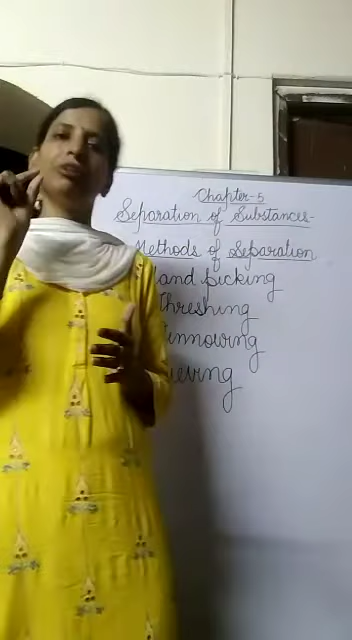 Chapter-5
Separation of Substances-
Methods of Separation
Hand picking
Threshing
Winnowing
Sieving